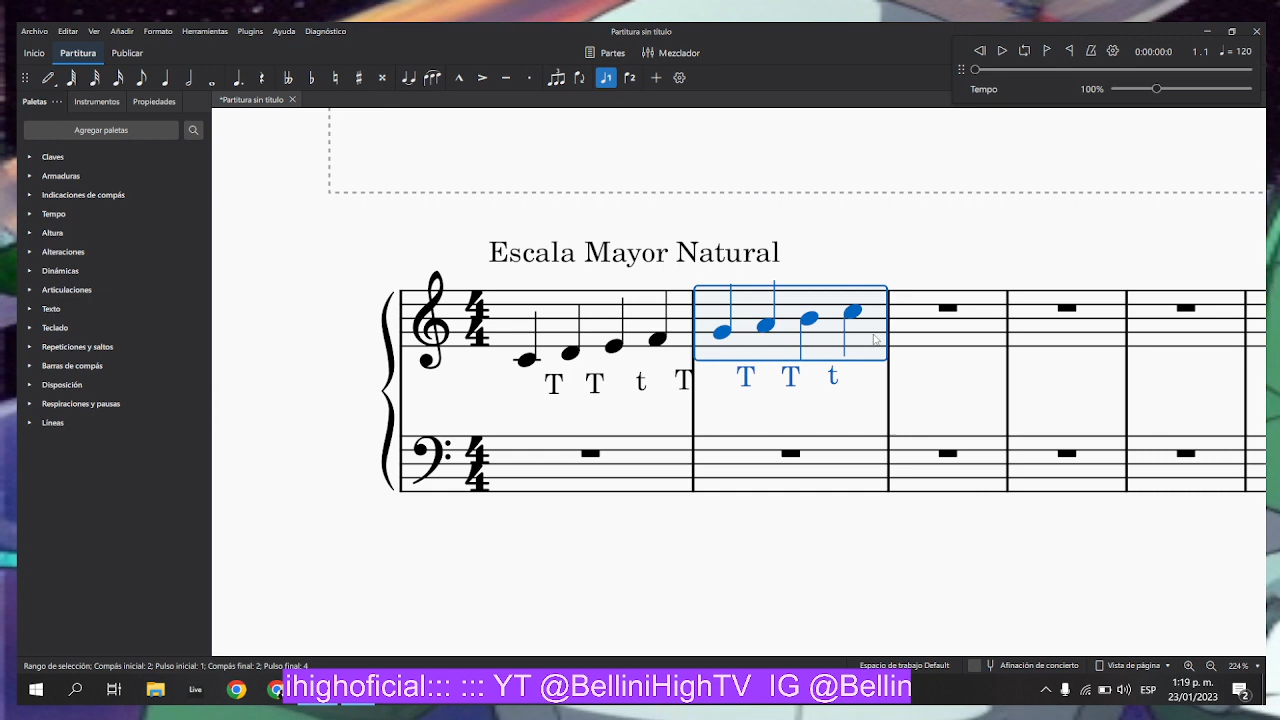 Archivo Editar Ver Añadir Formato Herramientas Plugins Ayuda Diagnóstico Partitura sin título
Inicio Partitura Publicar Partes Mezclador 0:00:00:0 1.1 = 120
Tempo 100%
Paletas Instrumentos Propiedades *Partitura sin título
Agregar paletas
Claves
Armaduras
Indicaciones de compás
Tempo
Altura
Alteraciones
Dinámicas
Articulaciones
Texto
Teclado
Repeticiones y saltos
Barras de compás
Disposición
Respiraciones y pausas
Líneas
Escala Mayor Natural
4 4
T T t T T T t
4 4
Rango de selección; Compás inicial: 2; Pulso inicial: 1; Compás final: 2; Pulso final: 4 Espacio de trabajo Default Afinación de concierto Vista de página 224%
Live ihighoficial::: ::: YT @BelliniHighTV IG @Bellin ESP 1:19 p. m.
23/01/2023 2